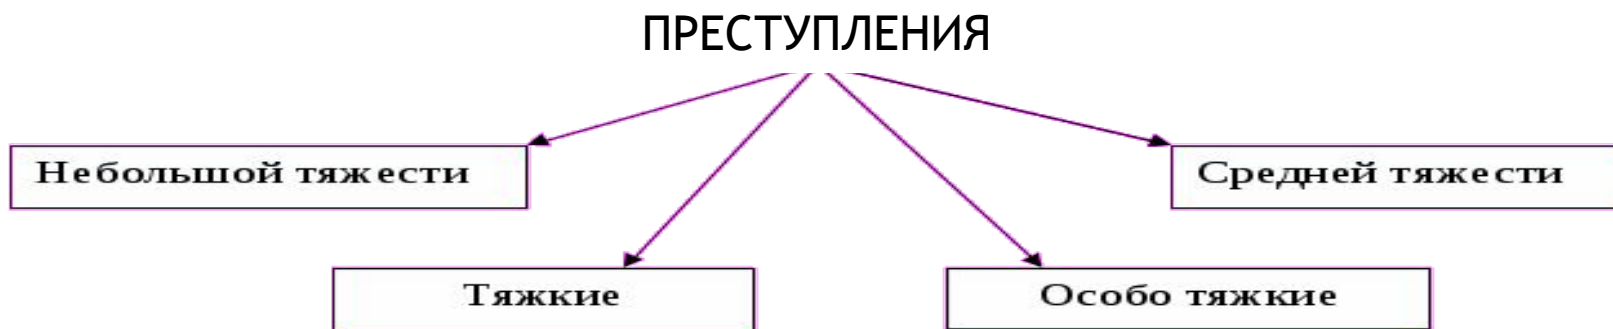 ПРЕСТУПЛЕНИЯ
Небольшой тяжести
Средней тяжести
Тяжкие
Особо тяжкие